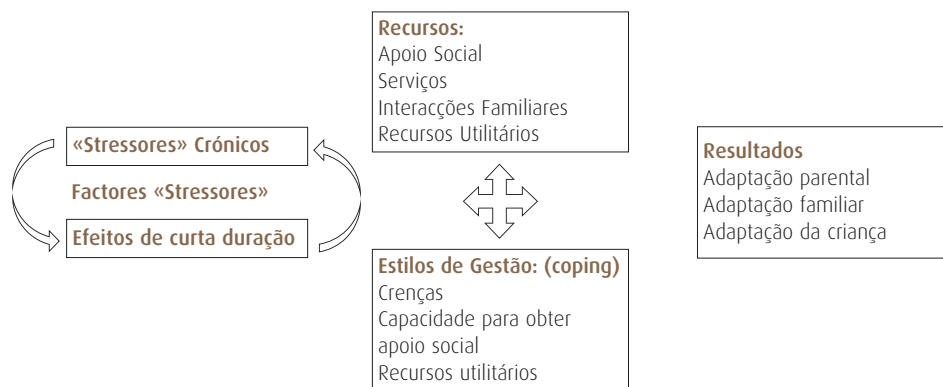 Recursos:
Apoio Social
Serviços
Interacções Familiares
Recursos Utilitários
«Stressores» Crónicos
Factores «Stressores»
Efeitos de curta duração
Estilos de Gestão: (coping)
Crenças
Capacidade para obter
apoio social
Recursos utilitários
Resultados
Adaptação parental
Adaptação familiar
Adaptação da criança